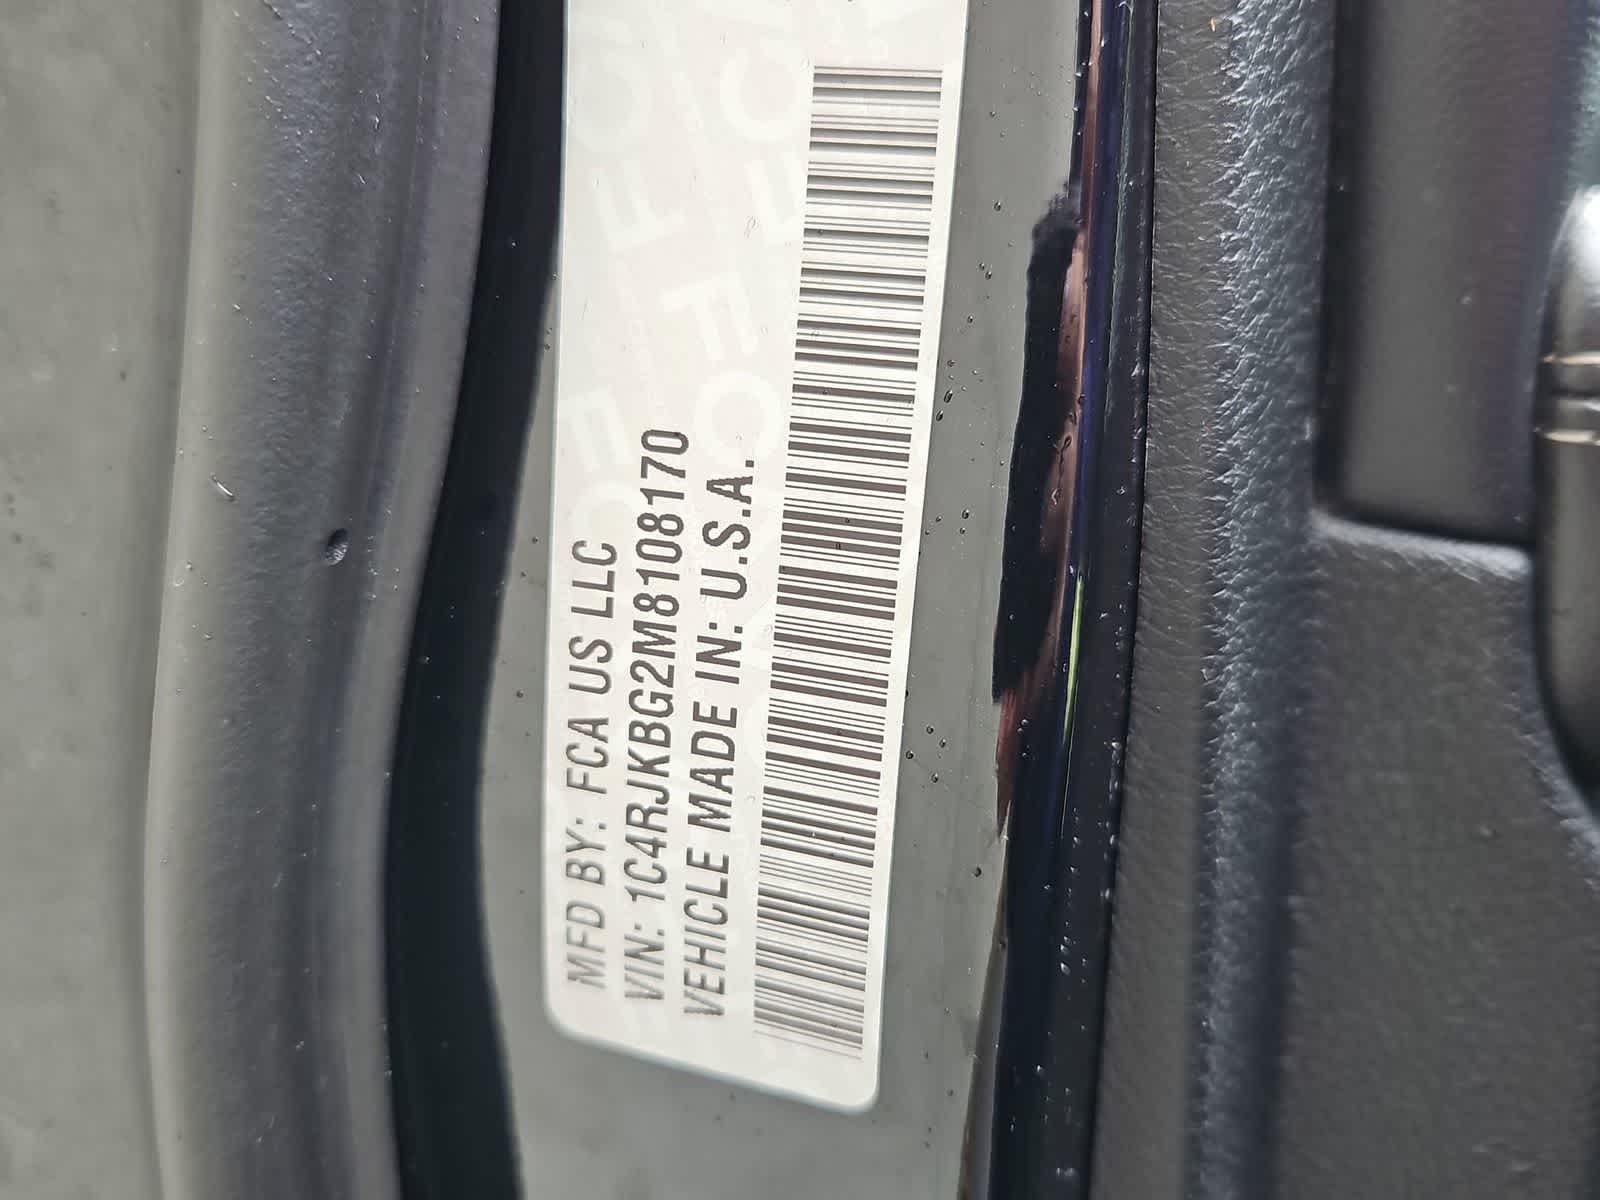 MFD BY: FCA US LLC
VIN: 1C4RJKBG2M8108170
VEHICLE MADE IN: U.S.A.